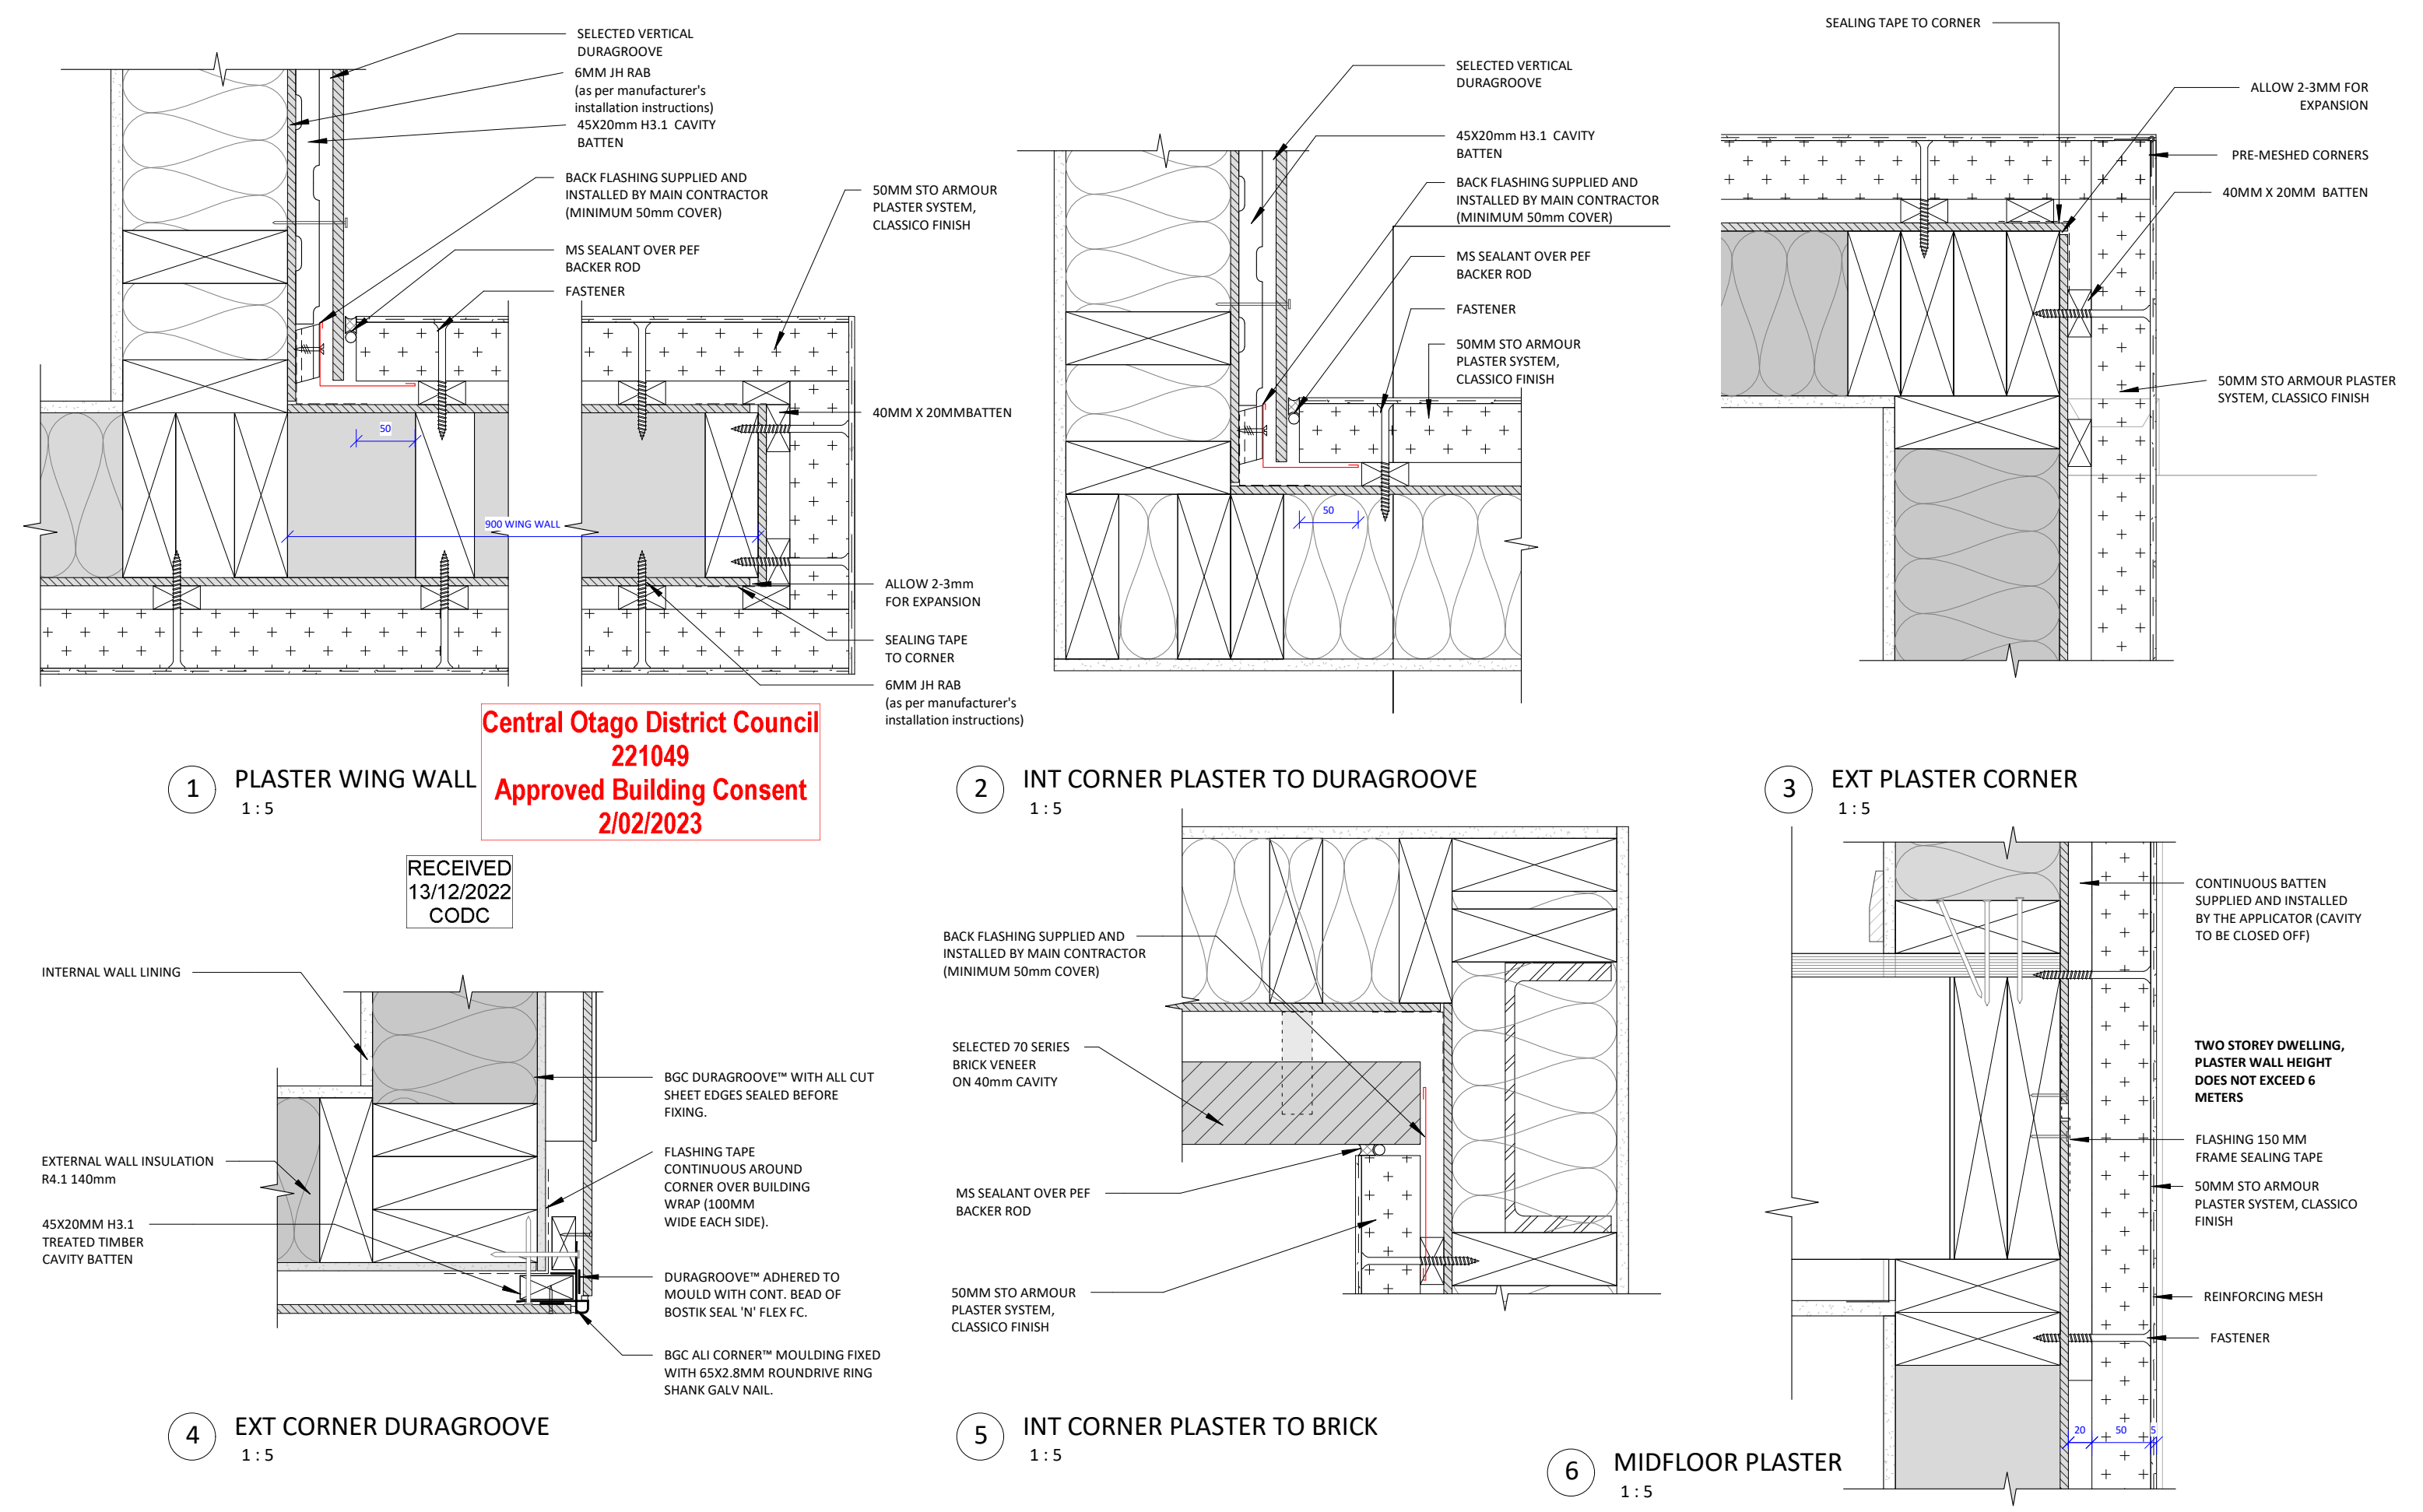 SELECTED VERTICAL
DURAGROOVE
6MM JH RAB
(as per manufacturer's
installation instructions)
45X20mm H3.1 CAVITY
BATTEN
BACK FLASHING SUPPLIED AND
INSTALLED BY MAIN CONTRACTOR
(MINIMUM 50mm COVER)
MS SEALANT OVER PEF
BACKER ROD
FASTENER
50MM STO ARMOUR
PLASTER SYSTEM,
CLASSICO FINISH
40MM X 20MMBATTEN
50
900 WING WALL
ALLOW 2-3mm
FOR EXPANSION
SEALING TAPE
TO CORNER
6MM JH RAB
(as per manufacturer's
installation instructions)
1 PLASTER WING WALL
1 : 5
Central Otago District Council
221049
Approved Building Consent
2/02/2023
RECEIVED
13/12/2022
CODC
SELECTED VERTICAL
DURAGROOVE
45X20mm H3.1 CAVITY
BATTEN
BACK FLASHING SUPPLIED AND
INSTALLED BY MAIN CONTRACTOR
(MINIMUM 50mm COVER)
MS SEALANT OVER PEF
BACKER ROD
FASTENER
50MM STO ARMOUR
PLASTER SYSTEM,
CLASSICO FINISH
50
2 INT CORNER PLASTER TO DURAGROOVE
1 : 5
SEALING TAPE TO CORNER
ALLOW 2-3MM FOR
EXPANSION
PRE-MESHED CORNERS
40MM X 20MM BATTEN
50MM STO ARMOUR PLASTER
SYSTEM, CLASSICO FINISH
3 EXT PLASTER CORNER
1 : 5
INTERNAL WALL LINING
EXTERNAL WALL INSULATION
R4.1 140mm
45X20MM H3.1
TREATED TIMBER
CAVITY BATTEN
BGC DURAGROOVE™ WITH ALL CUT
SHEET EDGES SEALED BEFORE
FIXING.
FLASHING TAPE
CONTINUOUS AROUND
CORNER OVER BUILDING
WRAP (100MM
WIDE EACH SIDE).
DURAGROOVE™ ADHERED TO
MOULD WITH CONT. BEAD OF
BOSTIK SEAL 'N' FLEX FC.
BGC ALI CORNER™ MOULDING FIXED
WITH 65X2.8MM ROUNDRIVE RING
SHANK GALV NAIL.
4 EXT CORNER DURAGROOVE
1 : 5
BACK FLASHING SUPPLIED AND
INSTALLED BY MAIN CONTRACTOR
(MINIMUM 50mm COVER)
SELECTED 70 SERIES
BRICK VENEER
ON 40mm CAVITY
MS SEALANT OVER PEF
BACKER ROD
50MM STO ARMOUR
PLASTER SYSTEM,
CLASSICO FINISH
5 INT CORNER PLASTER TO BRICK
1 : 5
CONTINUOUS BATTEN
SUPPLIED AND INSTALLED
BY THE APPLICATOR (CAVITY
TO BE CLOSED OFF)
TWO STOREY DWELLING,
PLASTER WALL HEIGHT
DOES NOT EXCEED 6
METERS
FLASHING 150 MM
FRAME SEALING TAPE
50MM STO ARMOUR
PLASTER SYSTEM, CLASSICO
FINISH
REINFORCING MESH
FASTENER
20 50 5
6 MIDFLOOR PLASTER
1 : 5